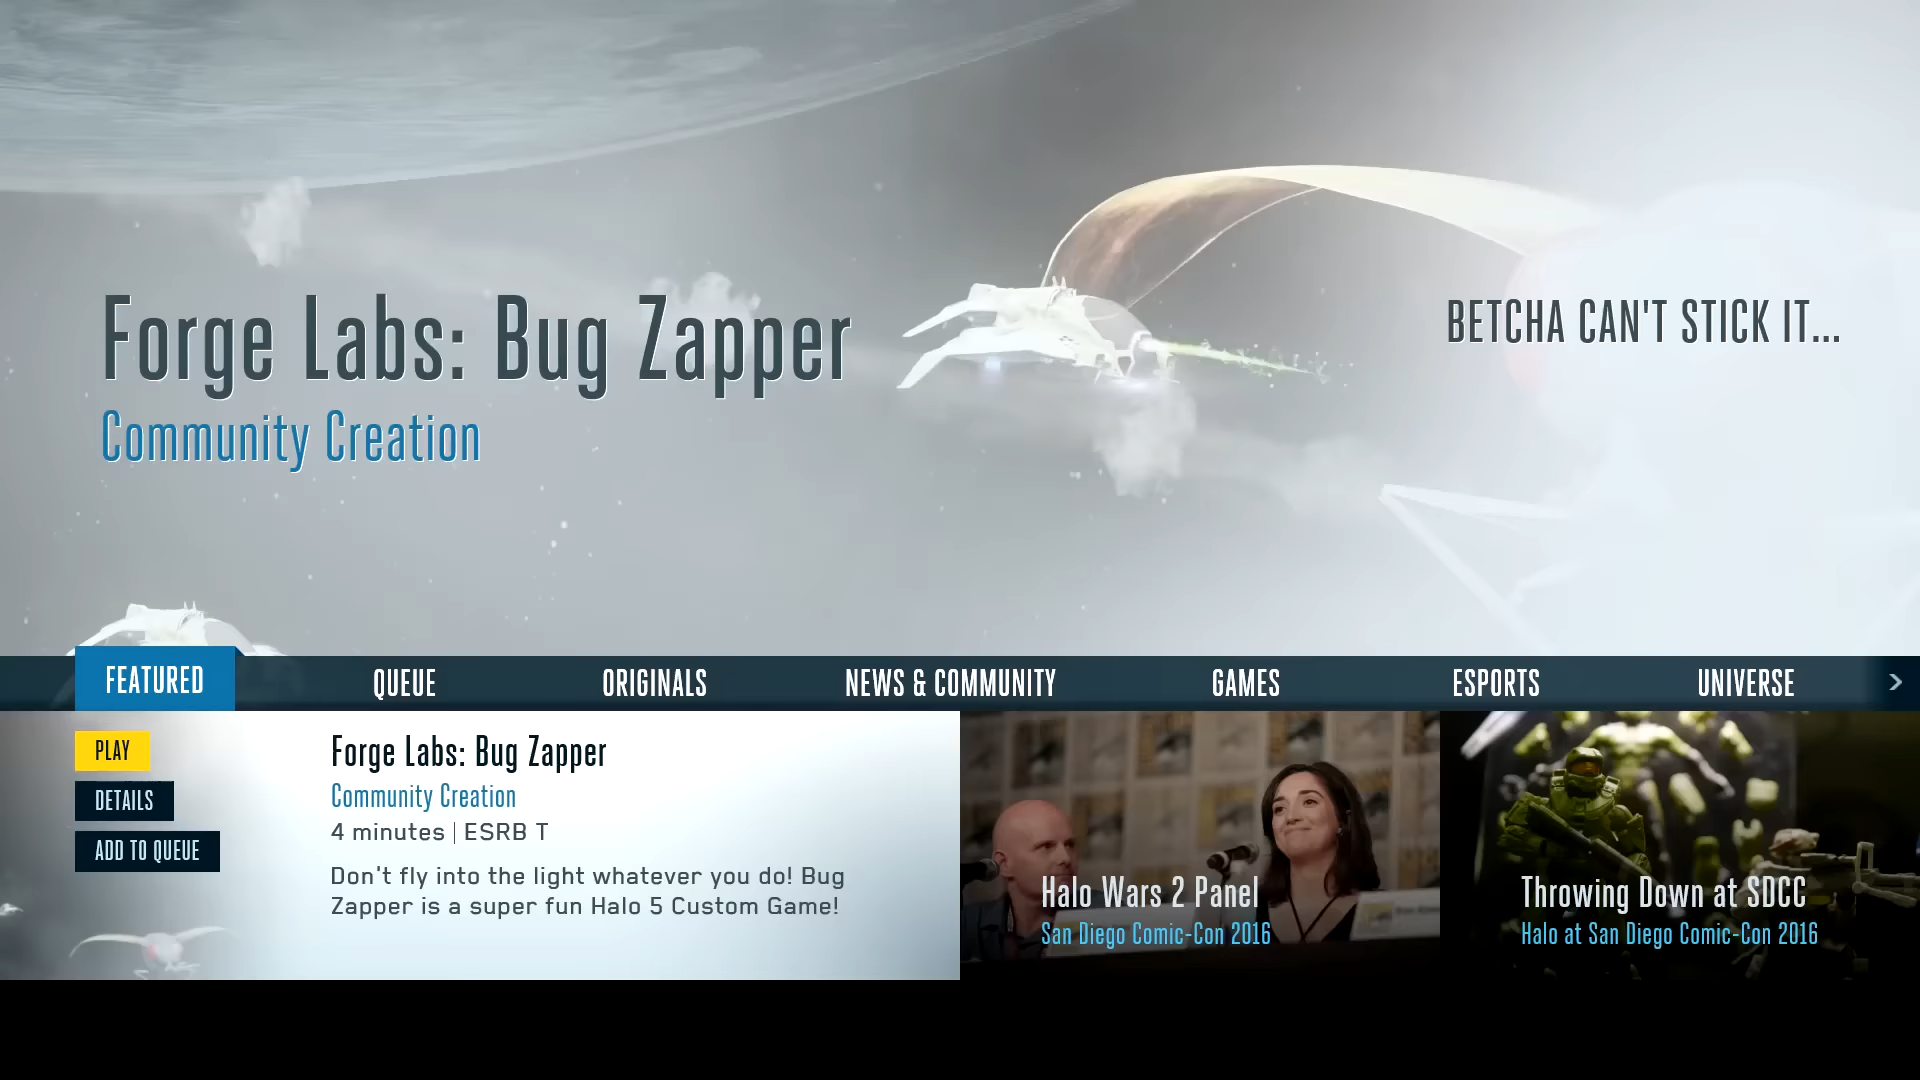 Forge Labs: Bug Zapper
Community Creation
BETCHA CAN'T STICK IT...
FEATURED
QUEUE
ORIGINALS
NEWS & COMMUNITY
GAMES
ESPORTS
UNIVERSE
PLAY
DETAILS
ADD TO QUEUE
Forge Labs: Bug Zapper
Community Creation
4 minutes | ESRB T
Don't fly into the light whatever you do! Bug
Zapper is a super fun Halo 5 Custom Game!
Halo Wars 2 Panel
San Diego Comic-Con 2016
Throwing Down at SDCC
Halo at San Diego Comic-Con 2016